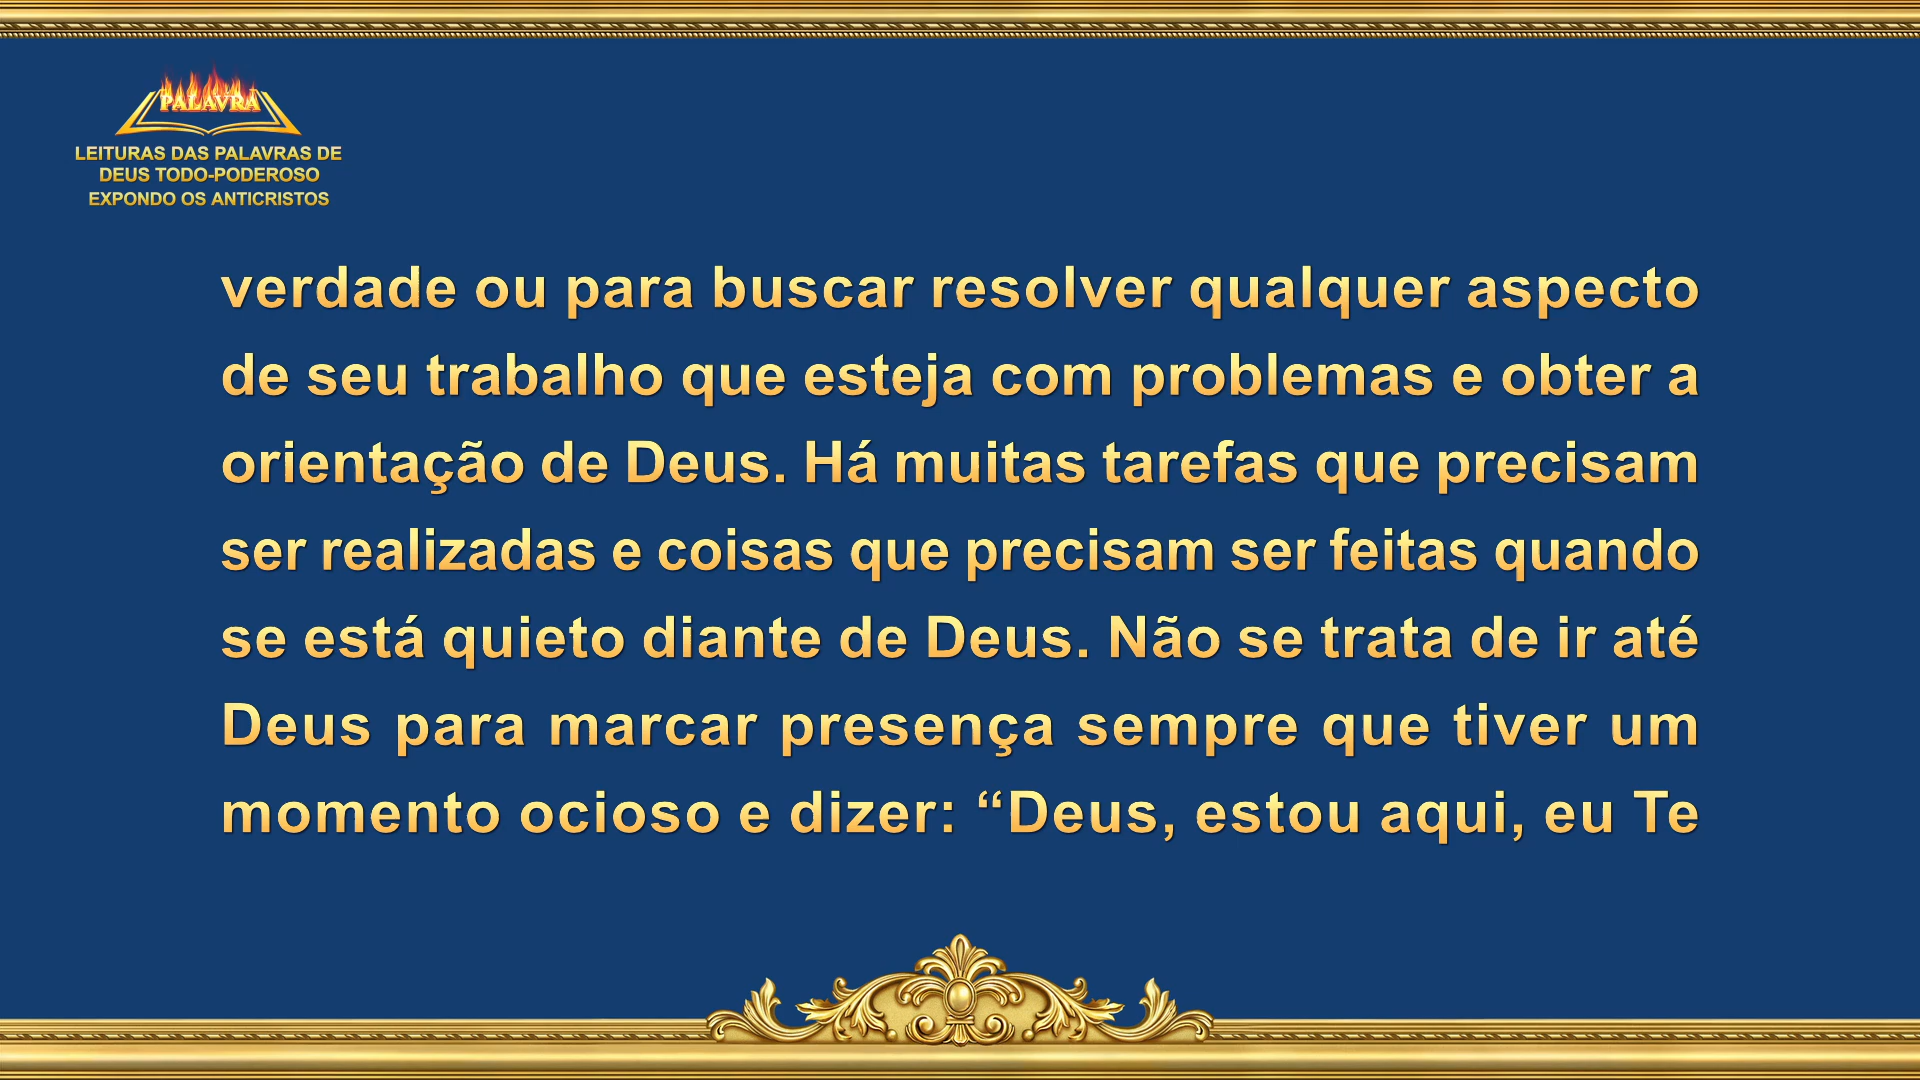 PALAVRA
LEITURAS DAS PALAVRAS DE
DEUS TODO-PODEROSO
EXPONDO OS ANTICRISTOS
verdade ou para buscar resolver qualquer aspecto
de seu trabalho que esteja com problemas e obter a
orientação de Deus. Há muitas tarefas que precisam
ser realizadas e coisas que precisam ser feitas quando
se está quieto diante de Deus. Não se trata de ir até
Deus para marcar presença sempre que tiver um
momento ocioso e dizer: “Deus, estou aqui, eu Te